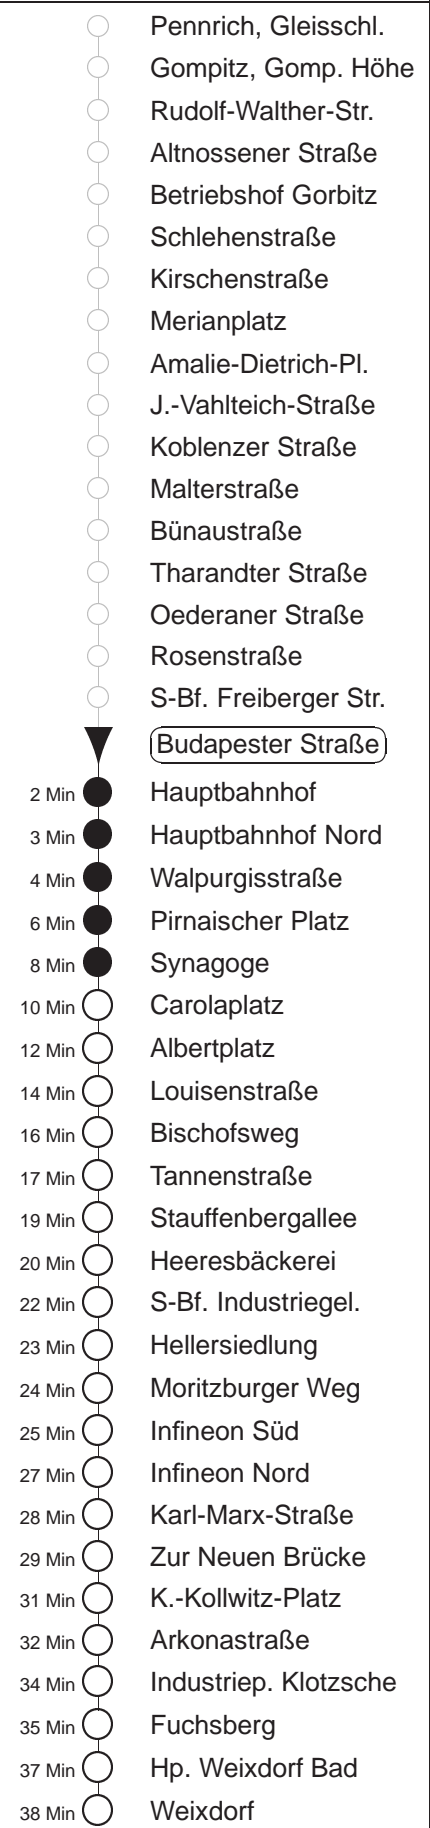 Pennrich, Gleisschl.
Gompitz, Gomp. Höhe
Rudolf-Walther-Str.
Altnossener Straße
Betriebshof Gorbitz
Schlehenstraße
Kirschenstraße
Merianplatz
Amalie-Dietrich-Pl.
J.-Vahlteich-Straße
Koblenzer Straße
Malterstraße
Bünaustraße
Tharandter Straße
Oederaner Straße
Rosenstraße
S-Bf. Freiberger Str.
Budapester Straße
2 Min Hauptbahnhof
3 Min Hauptbahnhof Nord
4 Min Walpurgisstraße
6 Min Pirnaischer Platz
8 Min Synagoge
10 Min Carolaplatz
12 Min Albertplatz
14 Min Louisenstraße
16 Min Bischofsweg
17 Min Tannenstraße
19 Min Stauffenbergallee
20 Min Heeresbäckerei
22 Min S-Bf. Industriegel.
23 Min Hellersiedlung
24 Min Moritzburger Weg
25 Min Infineon Süd
27 Min Infineon Nord
28 Min Karl-Marx-Straße
29 Min Zur Neuen Brücke
31 Min K.-Kollwitz-Platz
32 Min Arkonastraße
34 Min Industriep. Klotzsche
35 Min Fuchsberg
37 Min Hp. Weixdorf Bad
38 Min Weixdorf